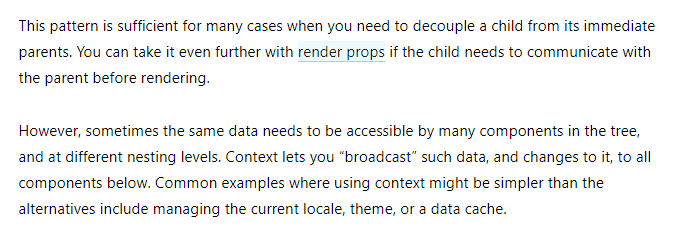 This pattern is sufficient for many cases when you need to decouple a child from its immediate
parents. You can take it even further with render props if the child needs to communicate with
the parent before rendering.
However, sometimes the same data needs to be accessible by many components in the tree,
and at different nesting levels. Context lets you “broadcast” such data, and changes to it, to all
components below. Common examples where using context might be simpler than the
alternatives include managing the current locale, theme, or a data cache.